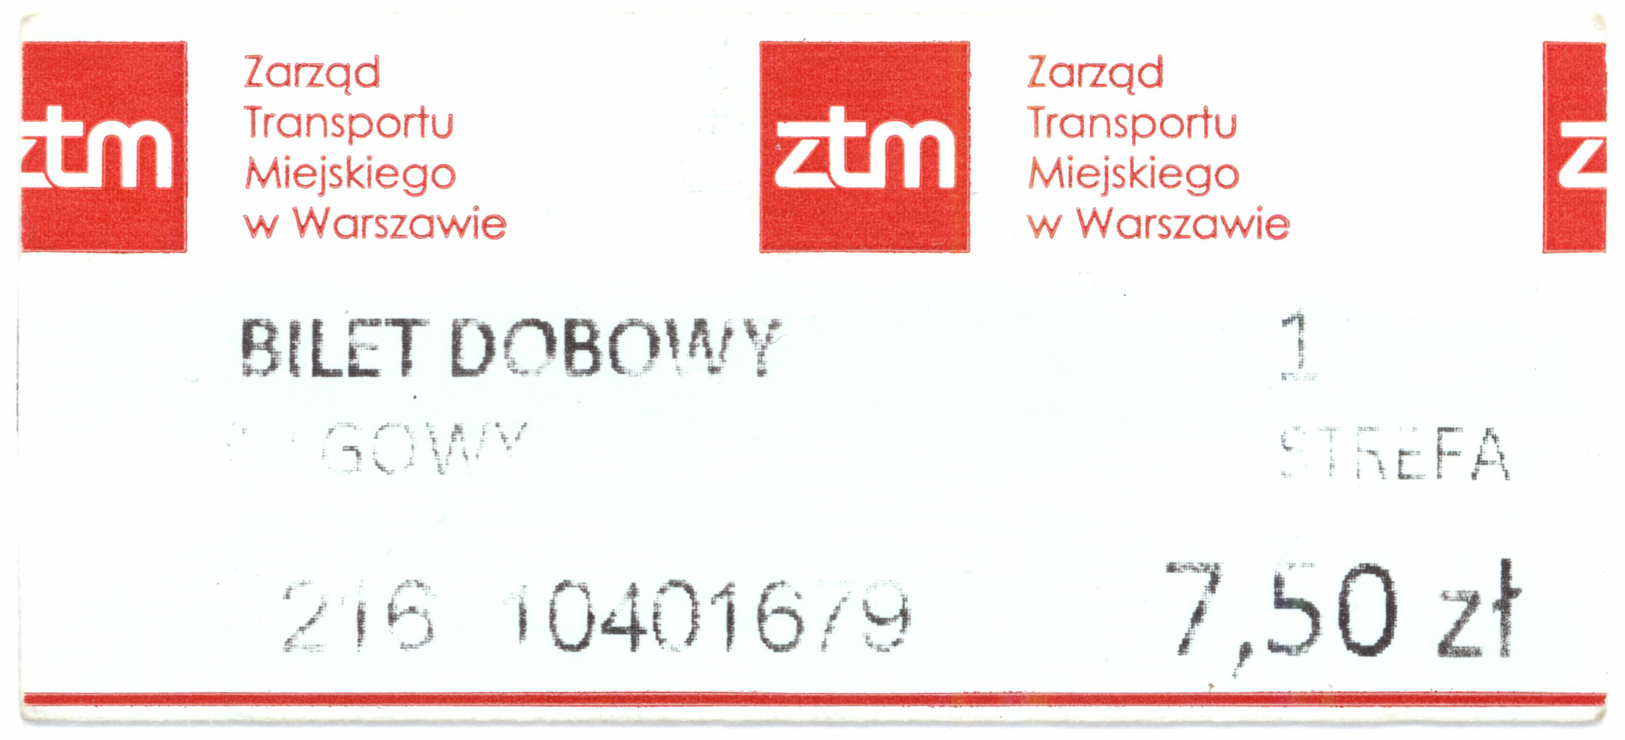 ztm
Zarząd
Transportu
Miejskiego
w Warszawie
ztm
Zarząd
Transportu
Miejskiego
w Warszawie
z
BILET DOBOWY 1
STREFA
216 10401679 7,50 zł